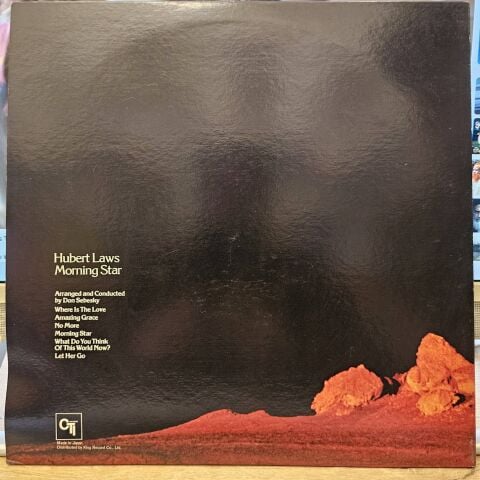 Hubert Laws
Morning Star
Arranged and Conducted
by Don Sebesky
Where Is The Love
Amazing Grace
No More
Morning Star
What Do You Think
Of This World Now?
Let Her Go
CTI
Made in Japan
Distributed by King Record Co., Ltd.